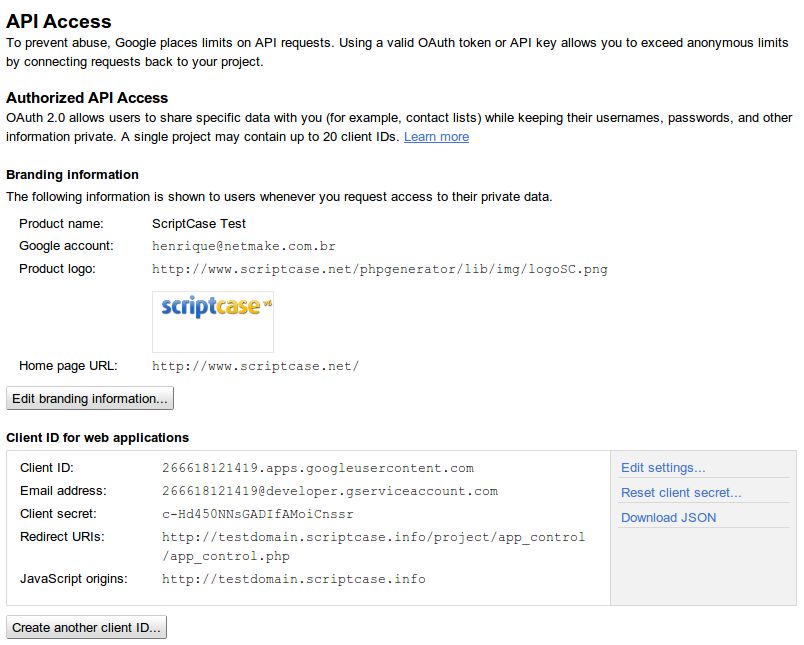 API Access
To prevent abuse, Google places limits on API requests. Using a valid OAuth token or API key allows you to exceed anonymous limits
by connecting requests back to your project.
Authorized API Access
OAuth 2.0 allows users to share specific data with you (for example, contact lists) while keeping their usernames, passwords, and other
information private. A single project may contain up to 20 client IDs. Learn more
Branding information
The following information is shown to users whenever you request access to their private data.
Product name: ScriptCase Test
Google account: henrique@netmake.com.br
Product logo: http://www.scriptcase.net/phpgenerator/lib/img/logoSC.png
scriptcase v6
Home page URL: http://www.scriptcase.net/
Edit branding information...
Client ID for web applications
Client ID: 266618121419.apps.googleusercontent.com
Email address: 266618121419@developer.gserviceaccount.com
Client secret: c-Hd450NNsGADIfAMoiCnssr
Redirect URIs: http://testdomain.scriptcase.info/project/app_control
/app_control.php
JavaScript origins: http://testdomain.scriptcase.info
Edit settings...
Reset client secret...
Download JSON
Create another client ID...